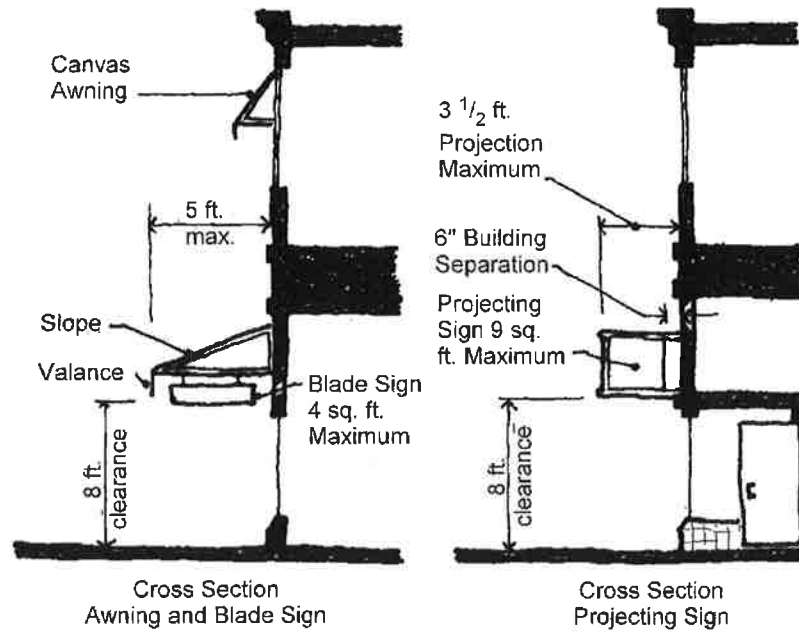 Canvas
Awning
5 ft.
max.
Slope
Valance
Blade Sign
4 sq. ft.
Maximum
8 ft.
clearance
Cross Section
Awning and Blade Sign
3 1/2 ft.
Projection
Maximum
6" Building
Separation
Projecting
Sign 9 sq.
ft. Maximum
8 ft.
clearance
Cross Section
Projecting Sign